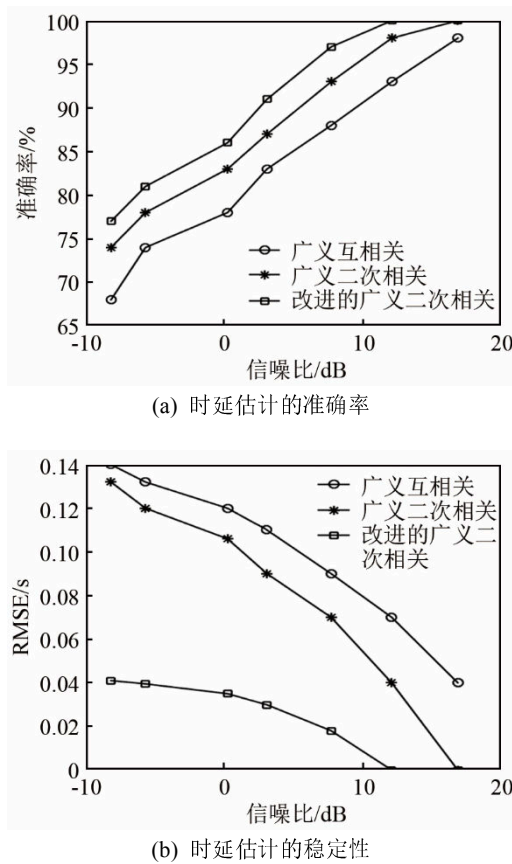 100
95
90
85
80
75
70
65
准确率/%
广义互相关
广义二次相关
改进的广义二次相关
-10
0
10
20
信噪比/dB
(a) 时延估计的准确率
0.14
0.12
0.10
0.08
0.06
0.04
0.02
0
RMSE/s
广义互相关
广义二次相关
改进的广义二
次相关
-10
0
10
20
信噪比/dB
(b) 时延估计的稳定性